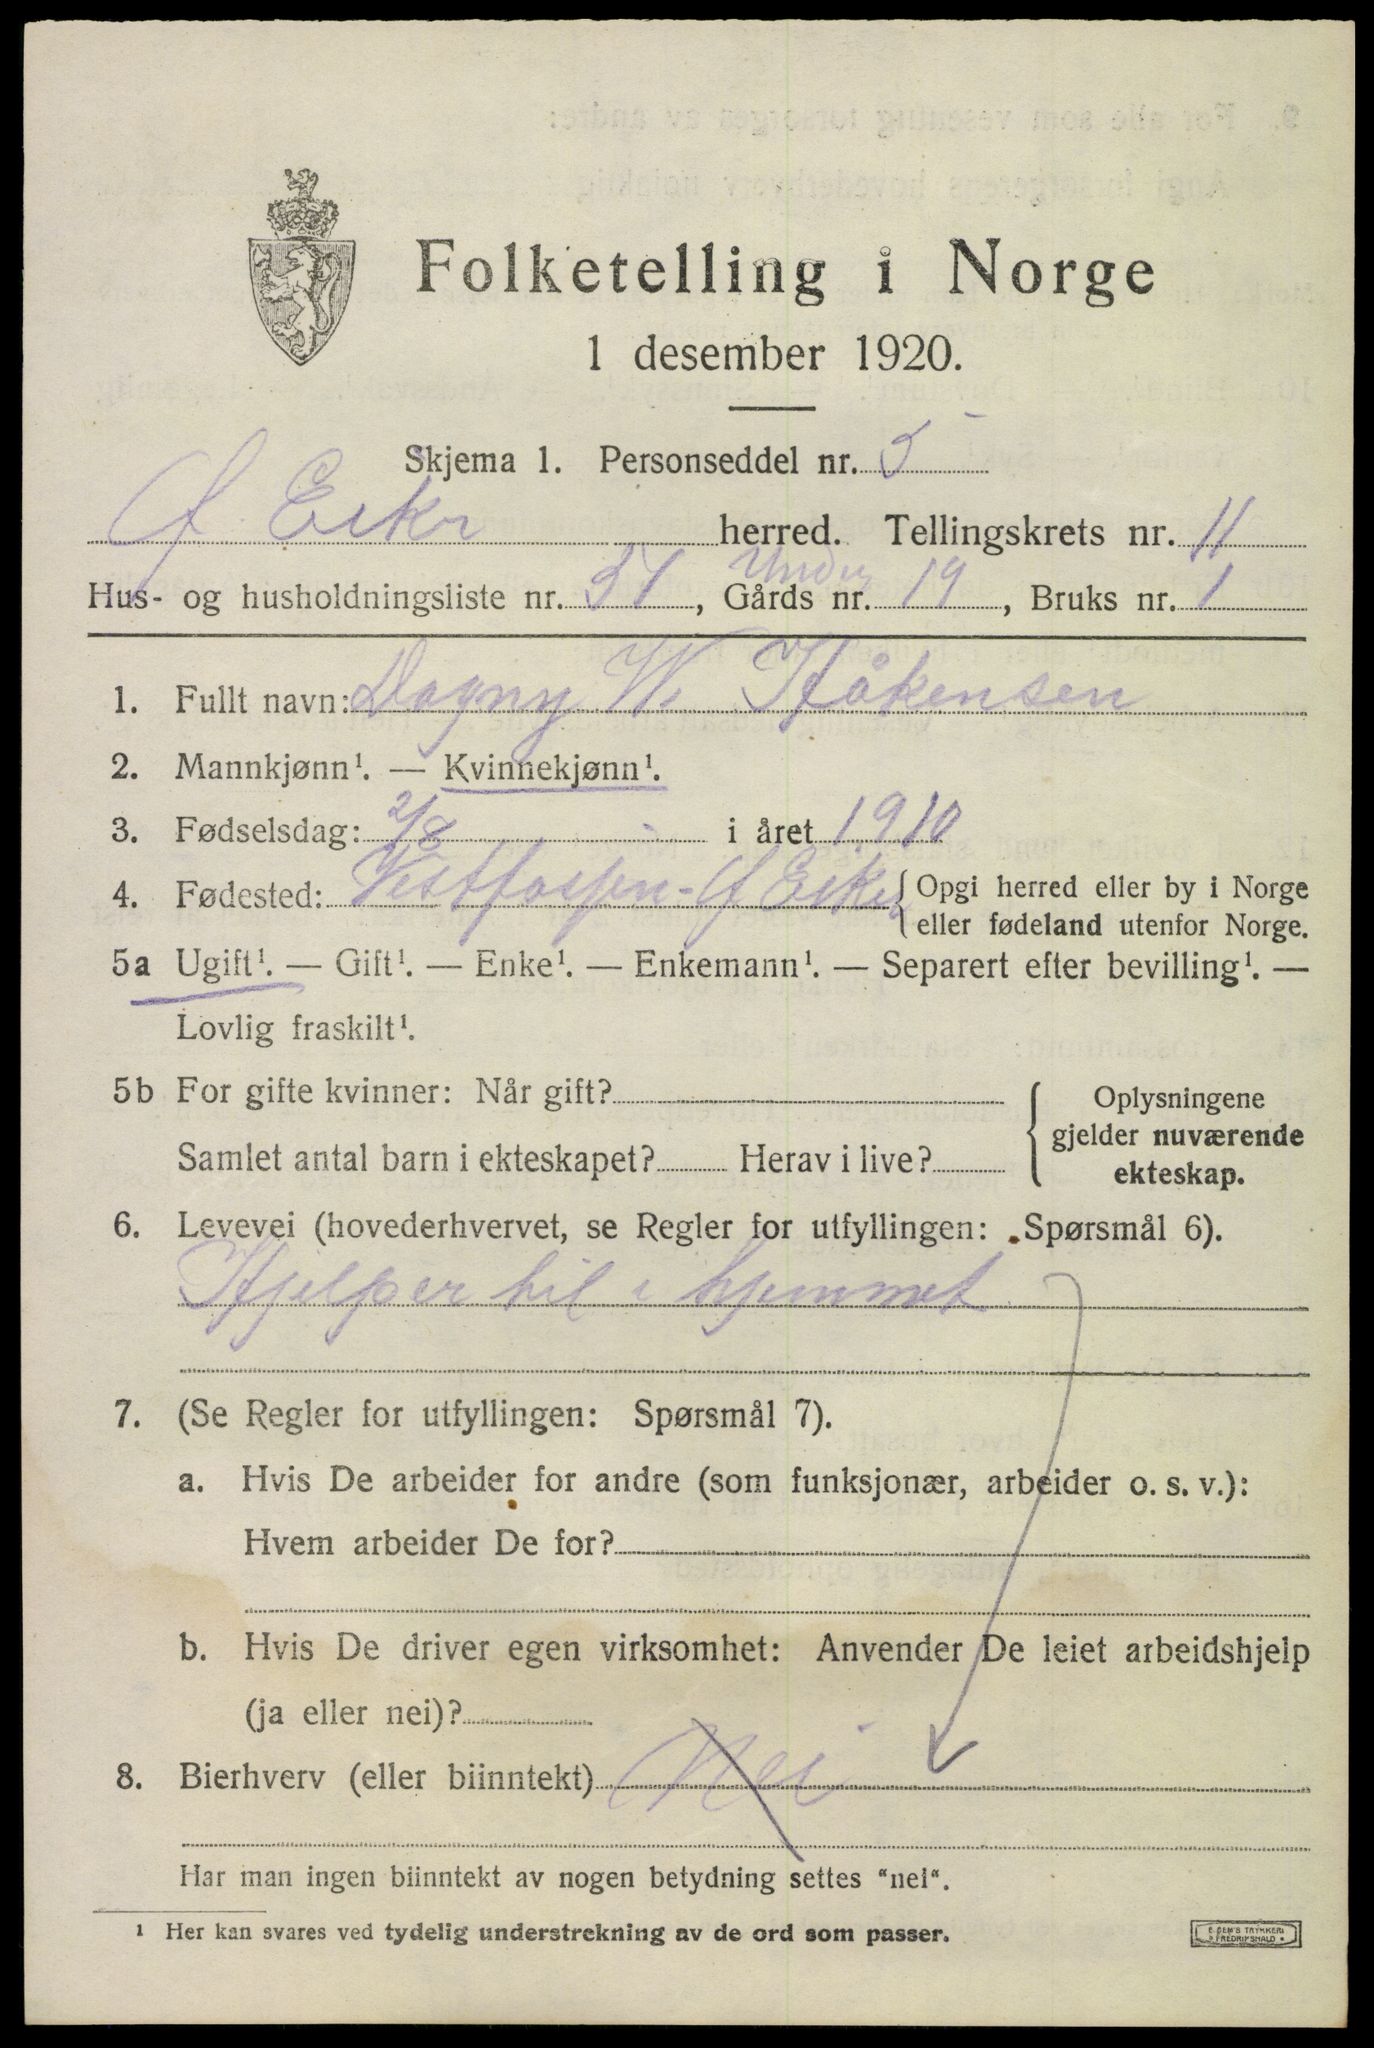 Folketelling i Norge
1 desember 1920.
Skjema 1. Personseddel nr. 5
Ø. Eiker herred. Tellingskrets nr. 11
Under
Hus- og husholdningsliste nr. 51, Gårds nr. 19, Bruks nr. 1
1. Fullt navn: Dagny W. Håkensen
2. Mannkjønn¹. — Kvinnekjønn¹.
3. Fødselsdag: 2/8 i året 1910
4. Fødested: Vestfossen - Ø Eiker { Opgi herred eller by i Norge
eller fødeland utenfor Norge.
5a Ugift¹. — Gift¹. — Enke¹. — Enkemann¹. — Separert efter bevilling¹. —
Lovlig fraskilt¹.
5b For gifte kvinner: Når gift?
Samlet antal barn i ekteskapet? Herav i live?
Oplysningene
gjelder nuværende
ekteskap.
6. Levevei (hovederhvervet, se Regler for utfyllingen: Spørsmål 6).
Hjelper til i hjemmet
7. (Se Regler for utfyllingen: Spørsmål 7).
a. Hvis De arbeider for andre (som funksjonær, arbeider o. s. v.):
Hvem arbeider De for?
b. Hvis De driver egen virksomhet: Anvender De leiet arbeidshjelp
(ja eller nei)?
8. Bierhverv (eller biinntekt) Nei
Har man ingen biinntekt av nogen betydning settes "nei".
¹ Her kan svares ved tydelig understrekning av de ord som passer.